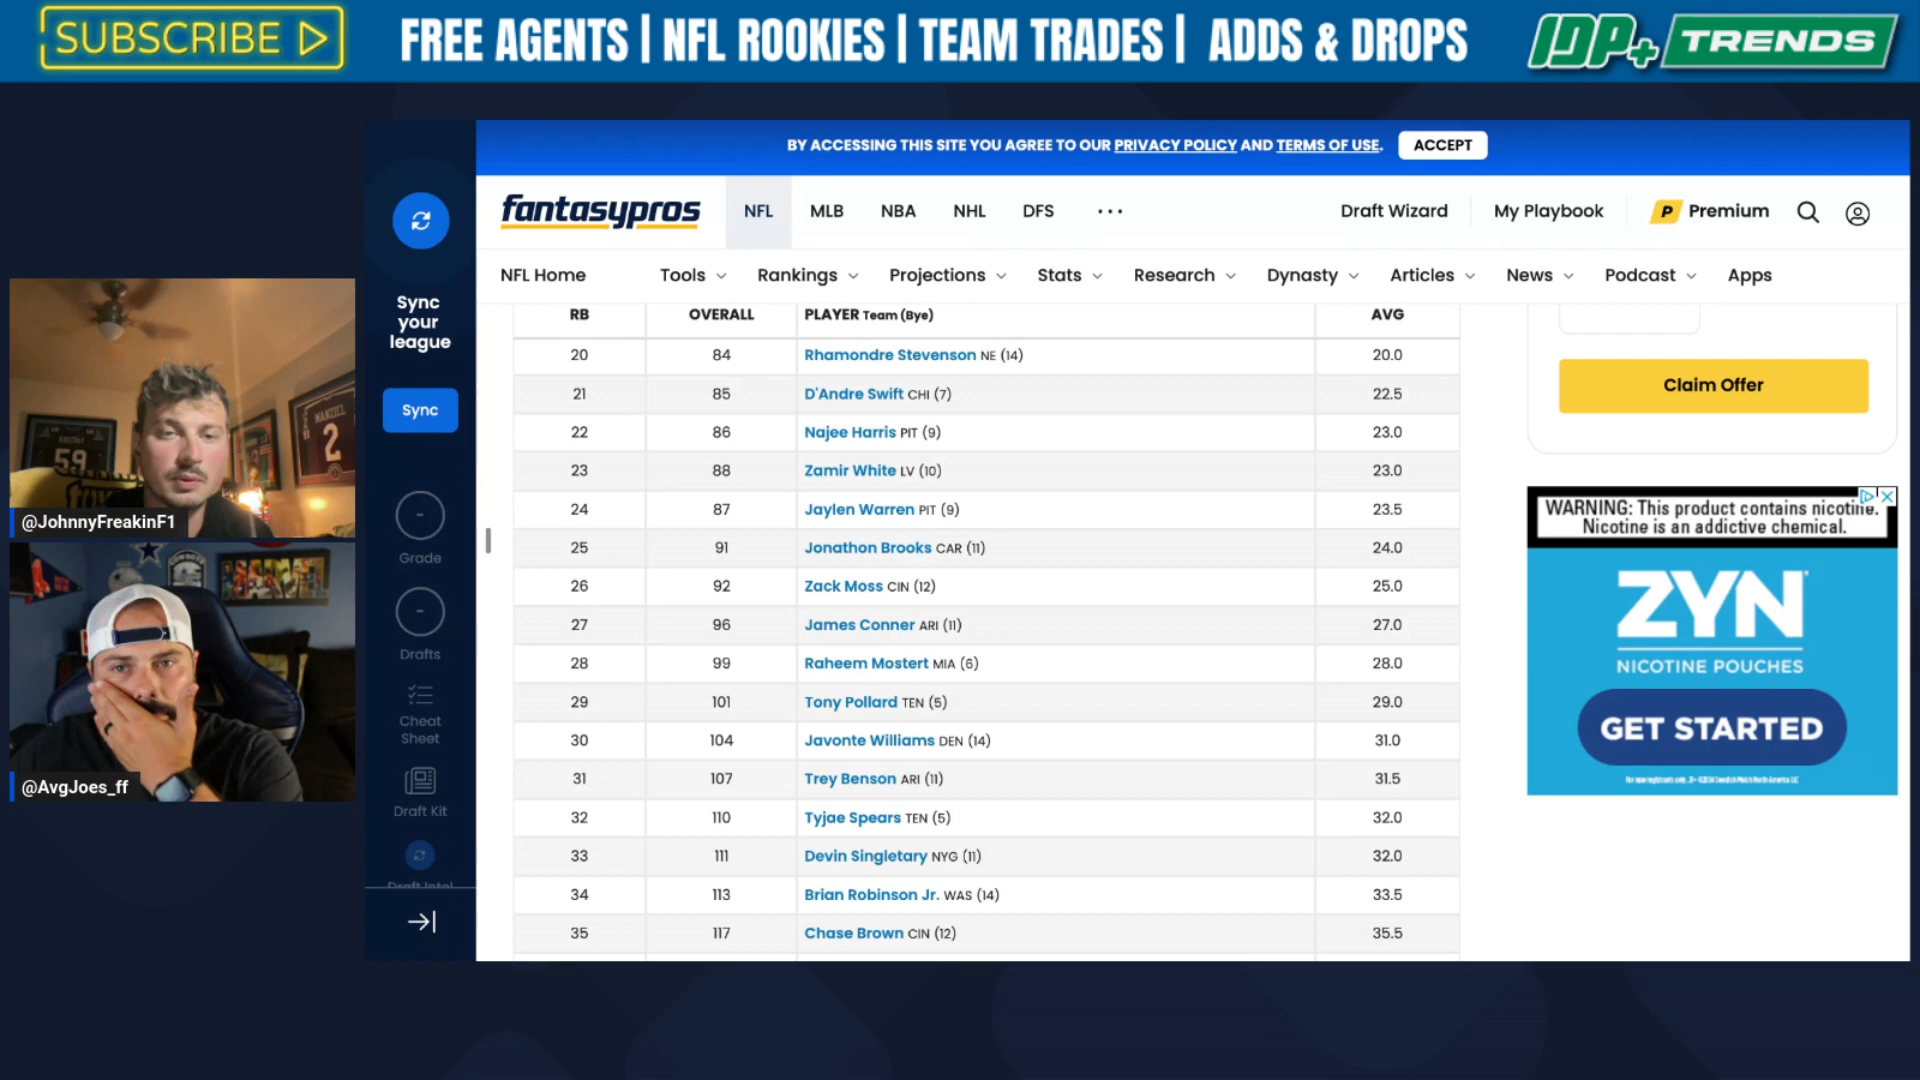 SUBSCRIBE
FREE AGENTS | NFL ROOKIES | TEAM TRADES | ADDS & DROPS
IDP+ TRENDS
BY ACCESSING THIS SITE YOU AGREE TO OUR PRIVACY POLICY AND TERMS OF USE. ACCEPT
fantasypros NFL MLB NBA NHL DFS ... Draft Wizard My Playbook P Premium
NFL Home Tools Rankings Projections Stats Research Dynasty Articles News Podcast Apps
Sync
your
league
Sync
-
Grade
-
Drafts
Cheat
Sheet
Draft Kit
Draft Intel
MANZIEL
2
59
@JohnnyFreakinF1
COWBOYS
@AvgJoes_ff
RB OVERALL PLAYER Team (Bye) AVG
20 84 Rhamondre Stevenson NE (14) 20.0
21 85 D'Andre Swift CHI (7) 22.5
22 86 Najee Harris PIT (9) 23.0
23 88 Zamir White LV (10) 23.0
24 87 Jaylen Warren PIT (9) 23.5
25 91 Jonathon Brooks CAR (11) 24.0
26 92 Zack Moss CIN (12) 25.0
27 96 James Conner ARI (11) 27.0
28 99 Raheem Mostert MIA (6) 28.0
29 101 Tony Pollard TEN (5) 29.0
30 104 Javonte Williams DEN (14) 31.0
31 107 Trey Benson ARI (11) 31.5
32 110 Tyjae Spears TEN (5) 32.0
33 111 Devin Singletary NYG (11) 32.0
34 113 Brian Robinson Jr. WAS (14) 33.5
35 117 Chase Brown CIN (12) 35.5
Claim Offer
WARNING: This product contains nicotine.
Nicotine is an addictive chemical.
ZYN
NICOTINE POUCHES
GET STARTED